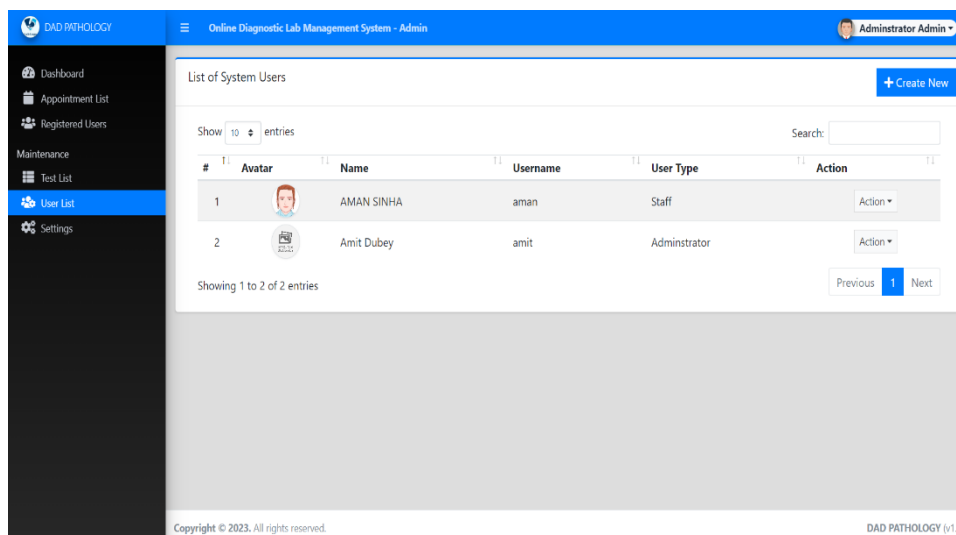 DAD PATHOLOGY
Online Diagnostic Lab Management System - Admin
Adminstrator Admin
Dashboard
Appointment List
Registered Users
Maintenance
Test List
User List
Settings
List of System Users
Create New
Show 10 entries
Search:
# Avatar Name Username User Type Action
1 AMAN SINHA aman Staff Action
2 Amit Dubey amit Adminstrator Action
Showing 1 to 2 of 2 entries
Previous 1 Next
Copyright © 2023. All rights reserved.
DAD PATHOLOGY (v1.